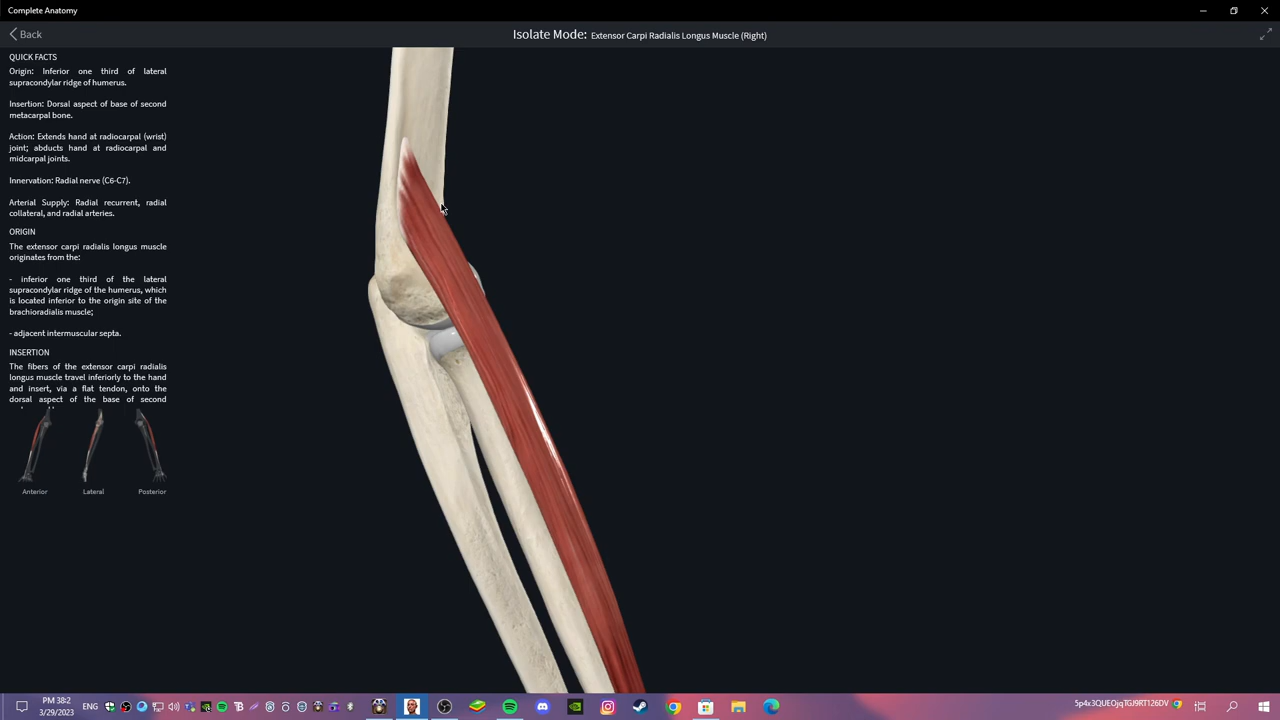 Complete Anatomy
Back
Isolate Mode: Extensor Carpi Radialis Longus Muscle (Right)
QUICK FACTS
Origin: Inferior one third of lateral
supracondylar ridge of humerus.
Insertion: Dorsal aspect of base of second
metacarpal bone.
Action: Extends hand at radiocarpal (wrist)
joint; abducts hand at radiocarpal and
midcarpal joints.
Innervation: Radial nerve (C6-C7).
Arterial Supply: Radial recurrent, radial
collateral, and radial arteries.
ORIGIN
The extensor carpi radialis longus muscle
originates from the:
- inferior one third of the lateral
supracondylar ridge of the humerus, which
is located inferior to the origin site of the
brachioradialis muscle;
- adjacent intermuscular septa.
INSERTION
The fibers of the extensor carpi radialis
longus muscle travel inferiorly to the hand
and insert, via a flat tendon, onto the
dorsal aspect of the base of second
Anterior
Lateral
Posterior
PM 38:2
3/29/2023
ENG
5p4x3QUEOjqTGJ9RT126DV